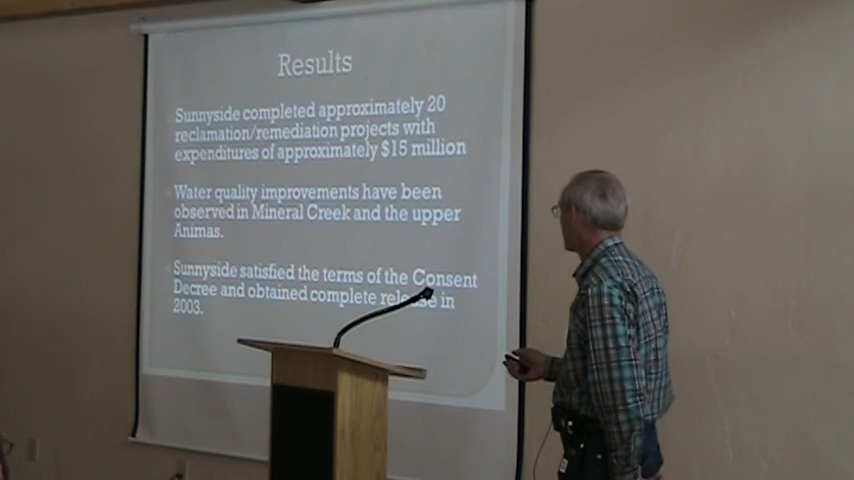 Results
Sunnyside completed approximately 20
reclamation/remediation projects with
expenditures of approximately $15 million
Water quality improvements have been
observed in Mineral Creek and the upper
Animas.
Sunnyside satisfied the terms of the Consent
Decree and obtained complete release in
2003.